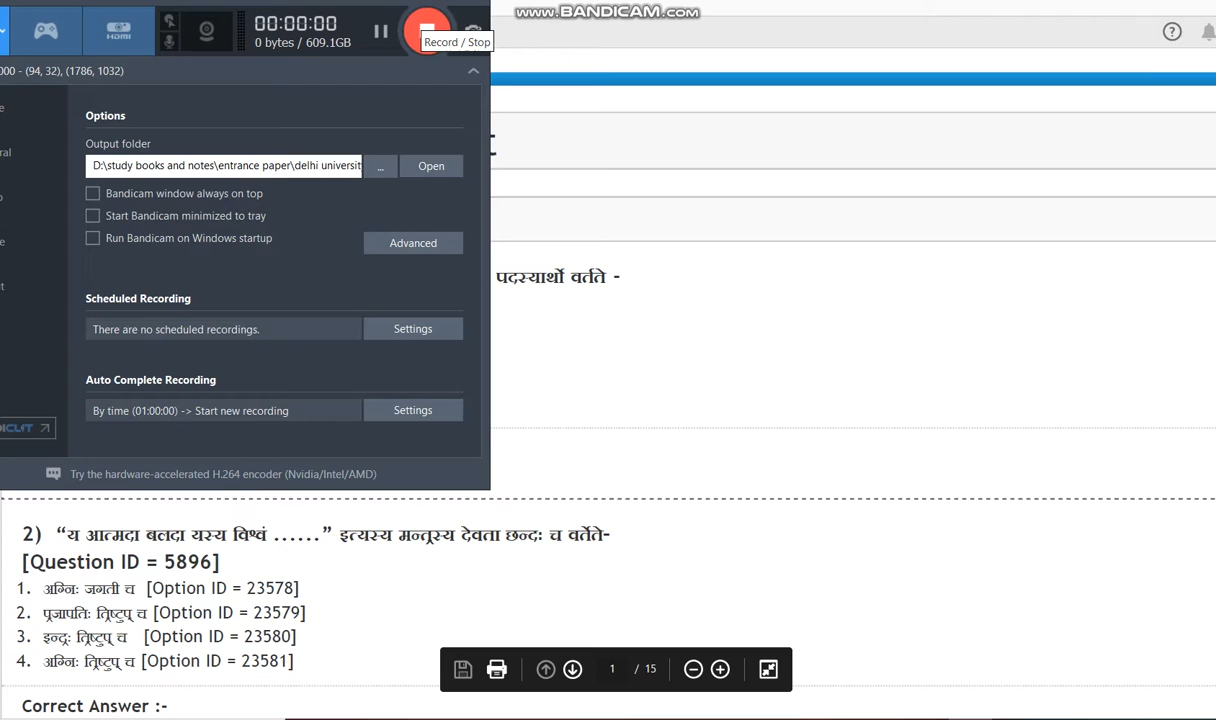 www.BANDICAM.com
HDMI
00:00:00
0 bytes / 609.1GB
Record / Stop
000 - (94, 32), (1786, 1032)
Options
Output folder
D:\study books and notes\entrance paper\delhi universit
...
Open
Bandicam window always on top
Start Bandicam minimized to tray
Run Bandicam on Windows startup
Advanced
Scheduled Recording
There are no scheduled recordings.
Settings
Auto Complete Recording
By time (01:00:00) -> Start new recording
Settings
Try the hardware-accelerated H.264 encoder (Nvidia/Intel/AMD)
पदस्यार्थो वर्तते -
2) “य आत्मदा बलदा यस्य विश्वं ......” इत्यस्य मन्त्रस्य देवता छन्दः च वर्तेते-
[Question ID = 5896]
1. अग्निः जगती च [Option ID = 23578]
2. प्रजापतिः त्रिष्टुप् च [Option ID = 23579]
3. इन्द्रः त्रिष्टुप् च [Option ID = 23580]
4. अग्निः त्रिष्टुप् च [Option ID = 23581]
1 / 15
Correct Answer :-